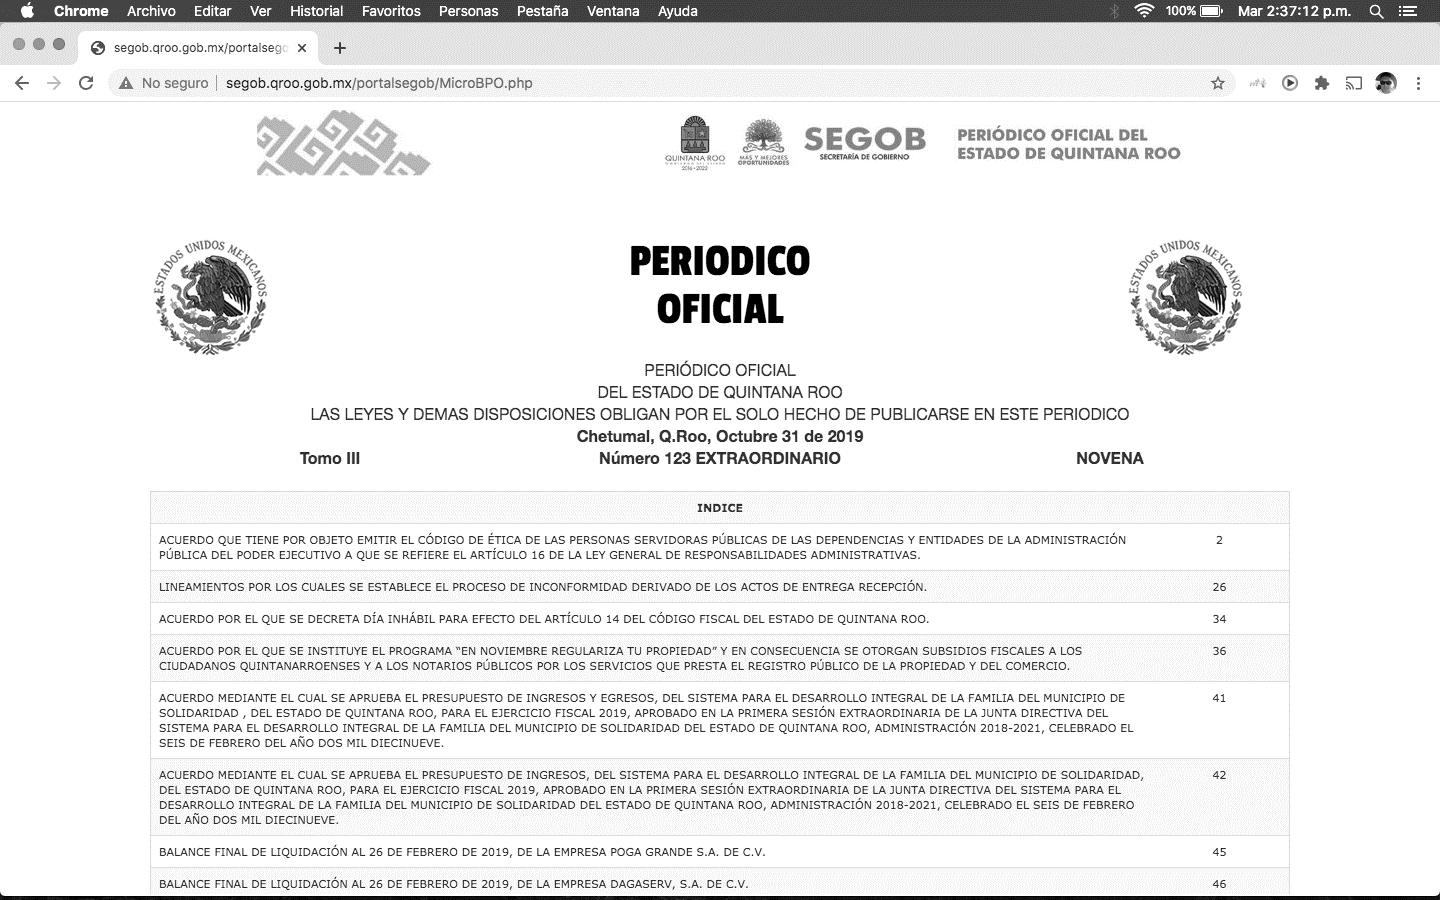 Chrome Archivo Editar Ver Historial Favoritos Personas Pestaña Ventana Ayuda 100% Mar 2:37:12 p.m.
segob.qroo.gob.mx/portalsego
No seguro segob.qroo.gob.mx/portalsegob/MicroBPO.php
QUINTANA ROO
2016 - 2022
MÁS Y MEJORES
OPORTUNIDADES
SEGOB
SECRETARÍA DE GOBIERNO
PERIÓDICO OFICIAL DEL
ESTADO DE QUINTANA ROO
ESTADOS UNIDOS MEXICANOS
PERIODICO
OFICIAL
ESTADOS UNIDOS MEXICANOS
PERIÓDICO OFICIAL
DEL ESTADO DE QUINTANA ROO
LAS LEYES Y DEMAS DISPOSICIONES OBLIGAN POR EL SOLO HECHO DE PUBLICARSE EN ESTE PERIODICO
Chetumal, Q.Roo, Octubre 31 de 2019
Tomo III Número 123 EXTRAORDINARIO NOVENA
INDICE
ACUERDO QUE TIENE POR OBJETO EMITIR EL CÓDIGO DE ÉTICA DE LAS PERSONAS SERVIDORAS PÚBLICAS DE LAS DEPENDENCIAS Y ENTIDADES DE LA ADMINISTRACIÓN 2
PÚBLICA DEL PODER EJECUTIVO A QUE SE REFIERE EL ARTÍCULO 16 DE LA LEY GENERAL DE RESPONSABILIDADES ADMINISTRATIVAS.
LINEAMIENTOS POR LOS CUALES SE ESTABLECE EL PROCESO DE INCONFORMIDAD DERIVADO DE LOS ACTOS DE ENTREGA RECEPCIÓN. 26
ACUERDO POR EL QUE SE DECRETA DÍA INHÁBIL PARA EFECTO DEL ARTÍCULO 14 DEL CÓDIGO FISCAL DEL ESTADO DE QUINTANA ROO. 34
ACUERDO POR EL QUE SE INSTITUYE EL PROGRAMA “EN NOVIEMBRE REGULARIZA TU PROPIEDAD” Y EN CONSECUENCIA SE OTORGAN SUBSIDIOS FISCALES A LOS 36
CIUDADANOS QUINTANARROENSES Y A LOS NOTARIOS PÚBLICOS POR LOS SERVICIOS QUE PRESTA EL REGISTRO PÚBLICO DE LA PROPIEDAD Y DEL COMERCIO.
ACUERDO MEDIANTE EL CUAL SE APRUEBA EL PRESUPUESTO DE INGRESOS Y EGRESOS, DEL SISTEMA PARA EL DESARROLLO INTEGRAL DE LA FAMILIA DEL MUNICIPIO DE 41
SOLIDARIDAD , DEL ESTADO DE QUINTANA ROO, PARA EL EJERCICIO FISCAL 2019, APROBADO EN LA PRIMERA SESIÓN EXTRAORDINARIA DE LA JUNTA DIRECTIVA DEL
SISTEMA PARA EL DESARROLLO INTEGRAL DE LA FAMILIA DEL MUNICIPIO DE SOLIDARIDAD DEL ESTADO DE QUINTANA ROO, ADMINISTRACIÓN 2018-2021, CELEBRADO EL
SEIS DE FEBRERO DEL AÑO DOS MIL DIECINUEVE.
ACUERDO MEDIANTE EL CUAL SE APRUEBA EL PRESUPUESTO DE INGRESOS, DEL SISTEMA PARA EL DESARROLLO INTEGRAL DE LA FAMILIA DEL MUNICIPIO DE SOLIDARIDAD, 42
DEL ESTADO DE QUINTANA ROO, PARA EL EJERCICIO FISCAL 2019, APROBADO EN LA PRIMERA SESIÓN EXTRAORDINARIA DE LA JUNTA DIRECTIVA DEL SISTEMA PARA EL
DESARROLLO INTEGRAL DE LA FAMILIA DEL MUNICIPIO DE SOLIDARIDAD DEL ESTADO DE QUINTANA ROO, ADMINISTRACIÓN 2018-2021, CELEBRADO EL SEIS DE FEBRERO
DEL AÑO DOS MIL DIECINUEVE.
BALANCE FINAL DE LIQUIDACIÓN AL 26 DE FEBRERO DE 2019, DE LA EMPRESA POGA GRANDE S.A. DE C.V. 45
BALANCE FINAL DE LIQUIDACIÓN AL 26 DE FEBRERO DE 2019, DE LA EMPRESA DAGASERV, S.A. DE C.V. 46